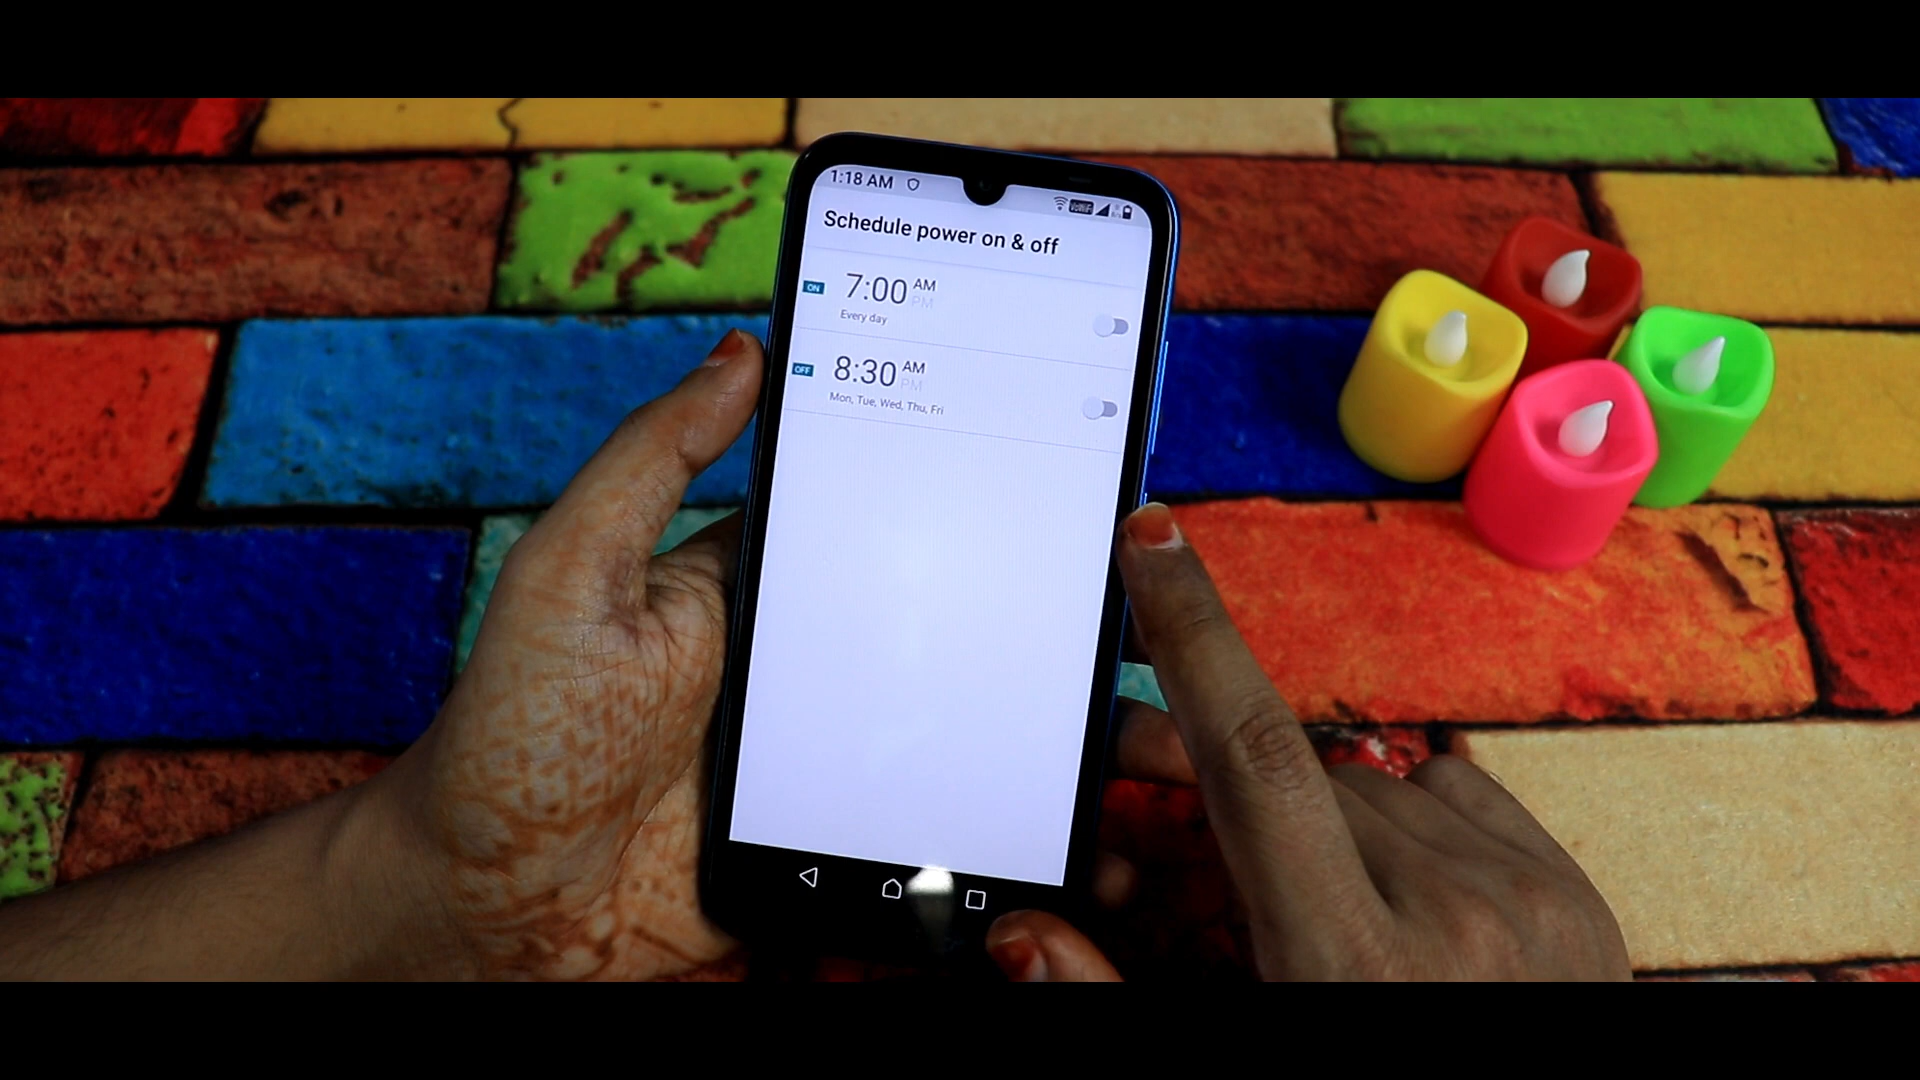 1:18 AM
VoWiFi
Schedule power on & off
ON 7:00 AM
PM
Every day
OFF 8:30 AM
PM
Mon, Tue, Wed, Thu, Fri